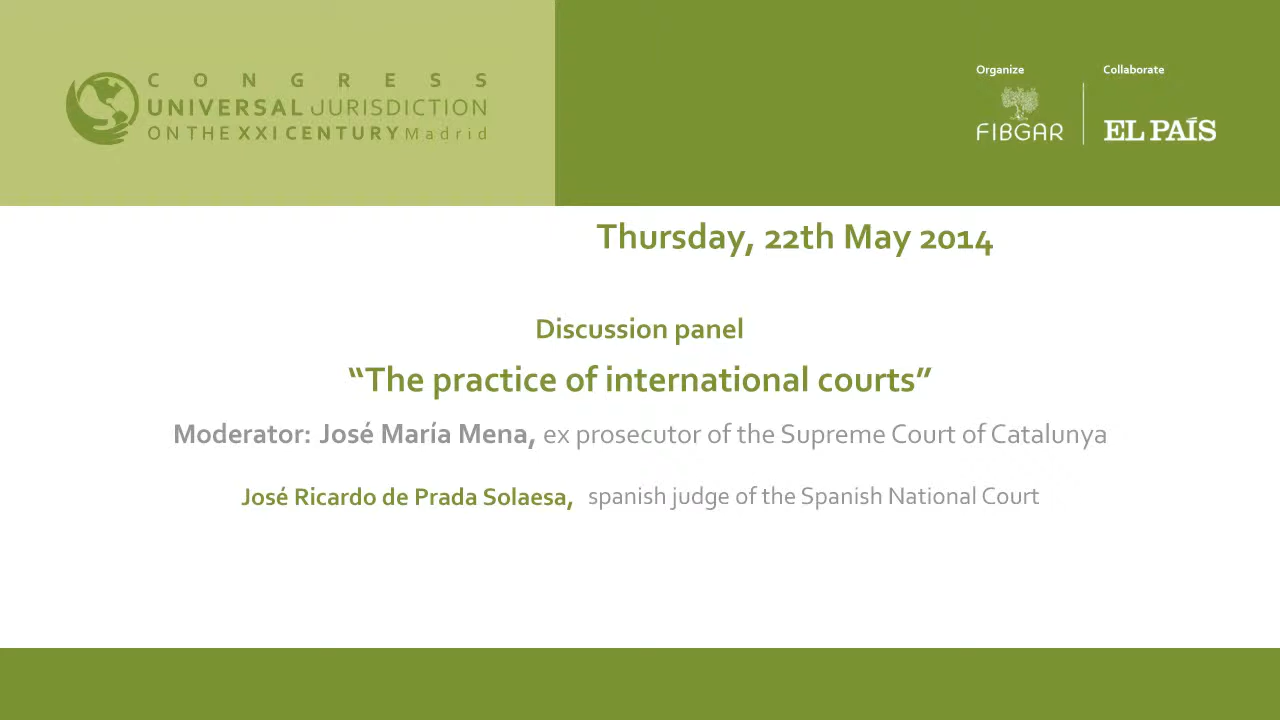 CONGRESS
UNIVERSAL JURISDICTION
ON THE XXI CENTURY Madrid
Organize
FIBGAR
Collaborate
EL PAÍS
Thursday, 22th May 2014
Discussion panel
“The practice of international courts”
Moderator: José María Mena, ex prosecutor of the Supreme Court of Catalunya
José Ricardo de Prada Solaesa, spanish judge of the Spanish National Court